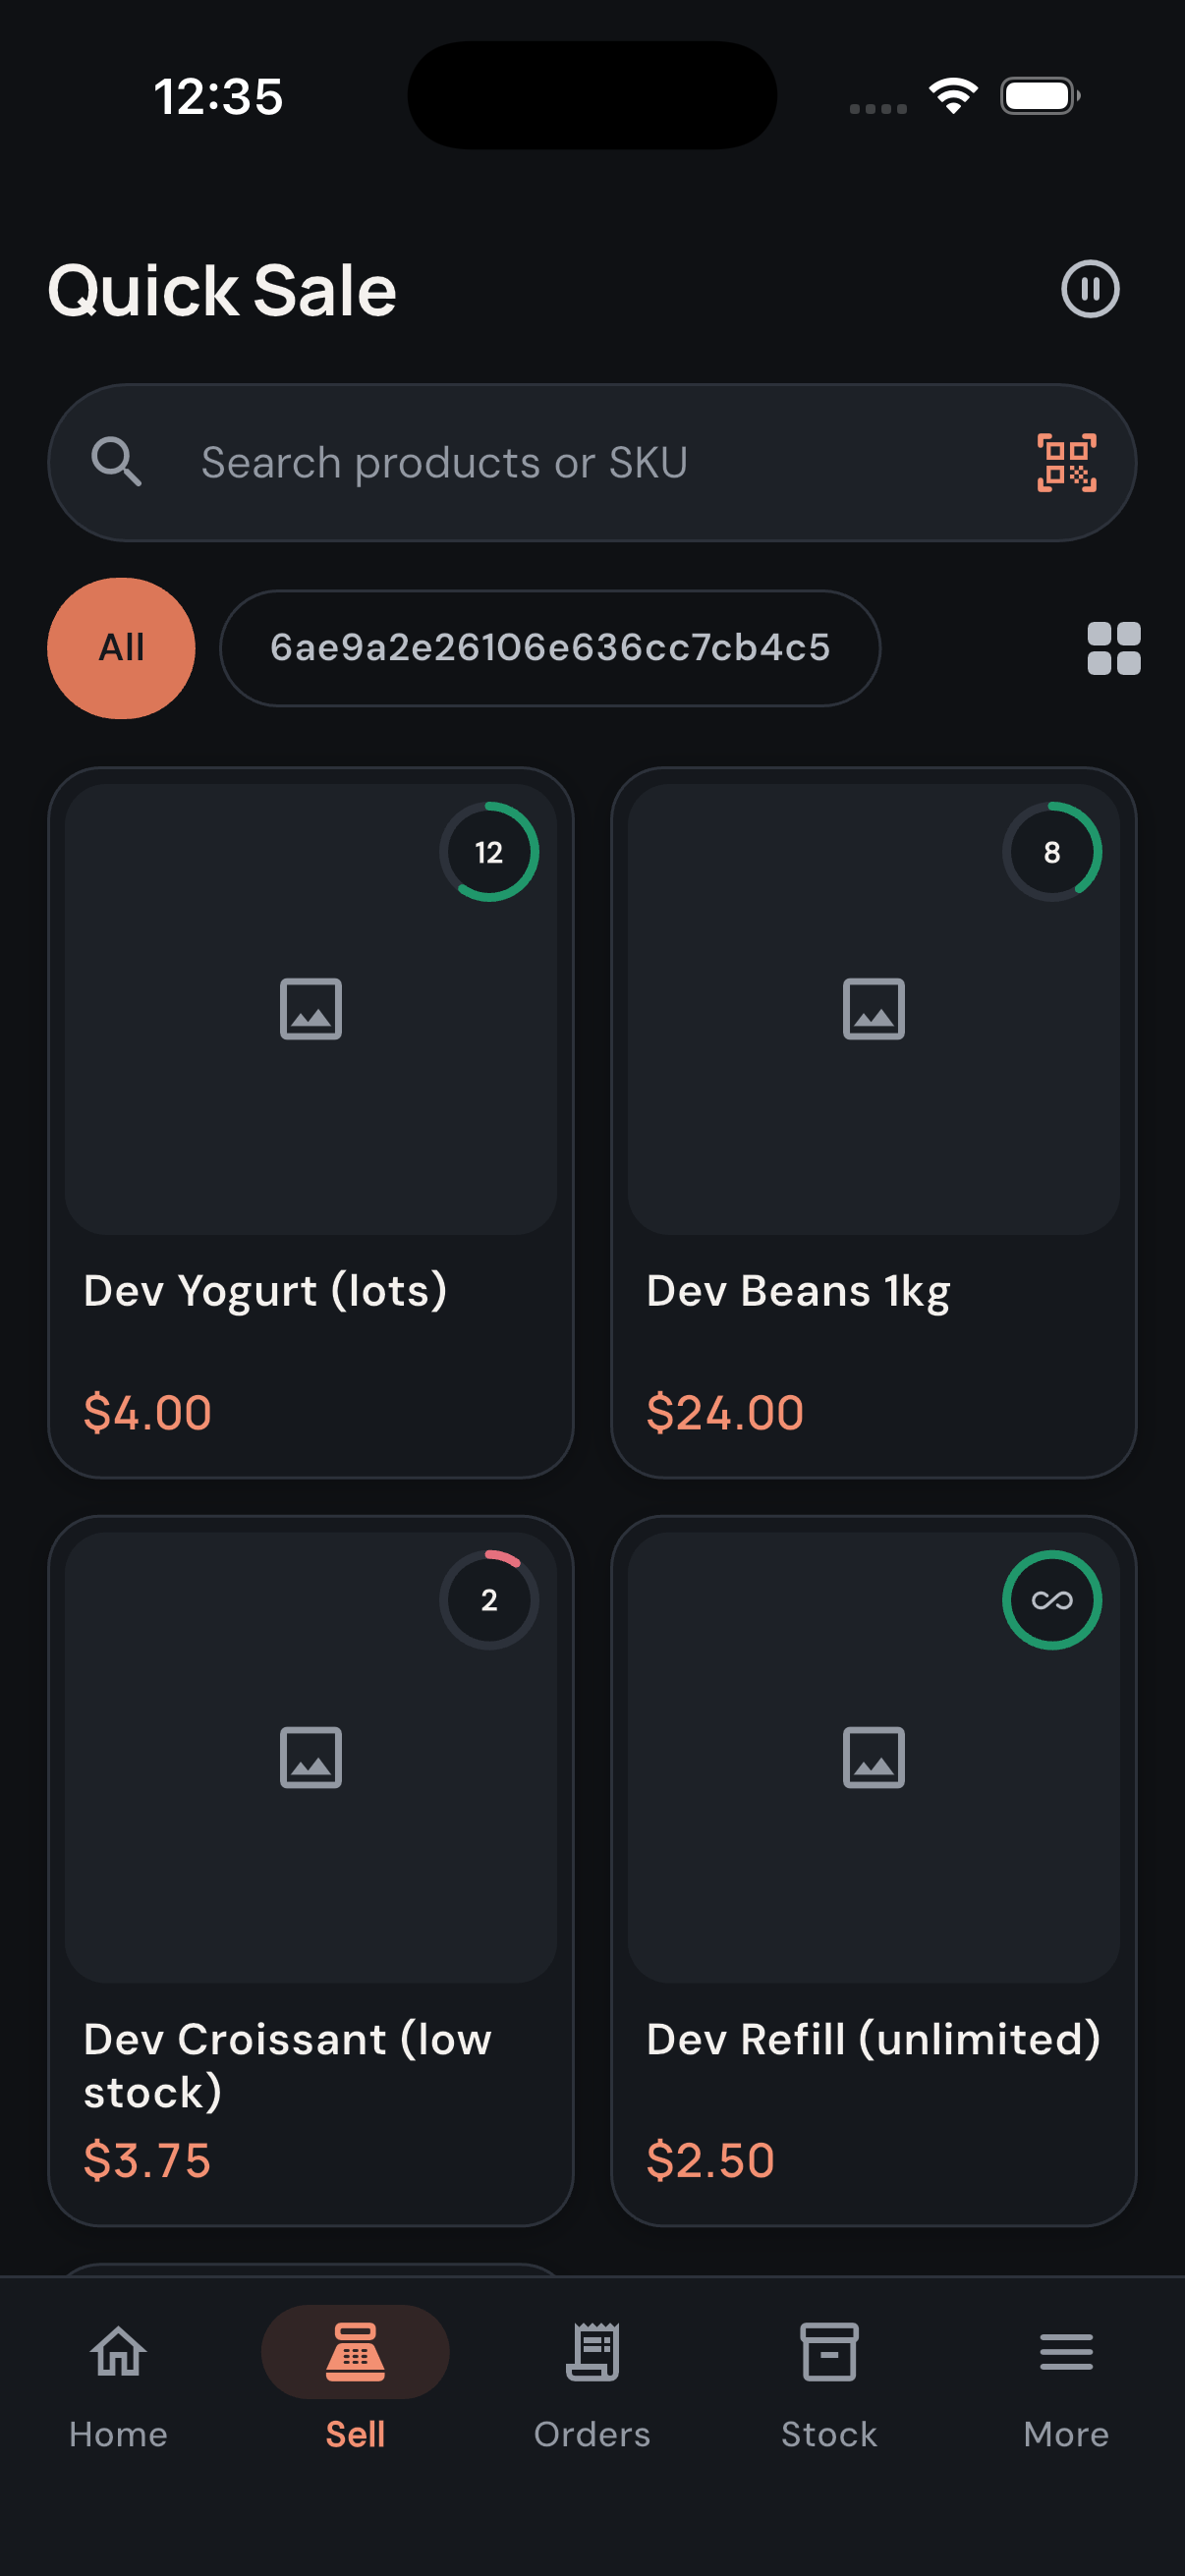 12:35
Quick Sale
Search products or SKU
All
6ae9a2e26106e636cc7cb4c5
12
8
Dev Yogurt (lots)
Dev Beans 1kg
$4.00
$24.00
2
∞
Dev Croissant (low
stock)
Dev Refill (unlimited)
$3.75
$2.50
Home
Sell
Orders
Stock
More